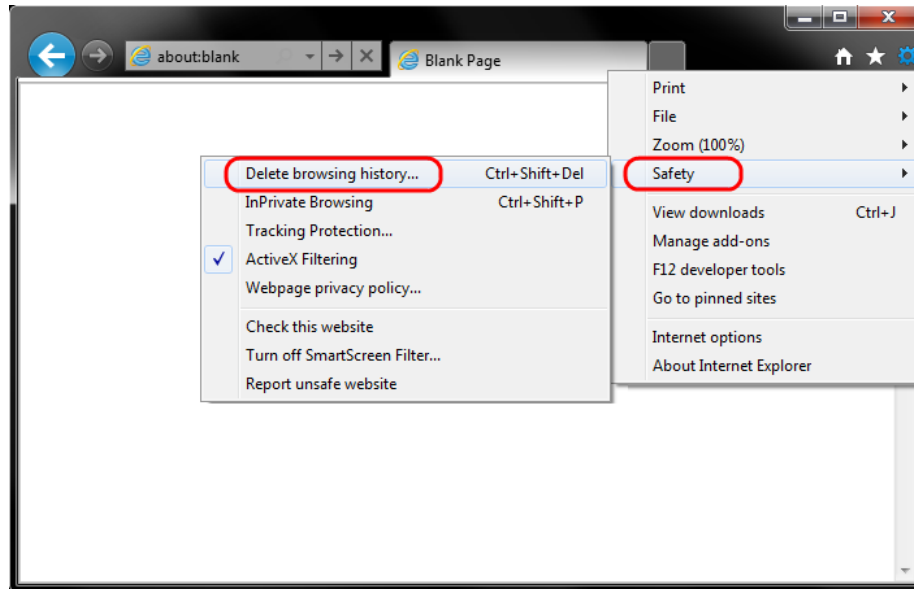 about:blank
Blank Page
Print
File
Zoom (100%)
Safety
View downloads Ctrl+J
Manage add-ons
F12 developer tools
Go to pinned sites
Internet options
About Internet Explorer
Delete browsing history... Ctrl+Shift+Del
InPrivate Browsing Ctrl+Shift+P
Tracking Protection...
ActiveX Filtering
Webpage privacy policy...
Check this website
Turn off SmartScreen Filter...
Report unsafe website